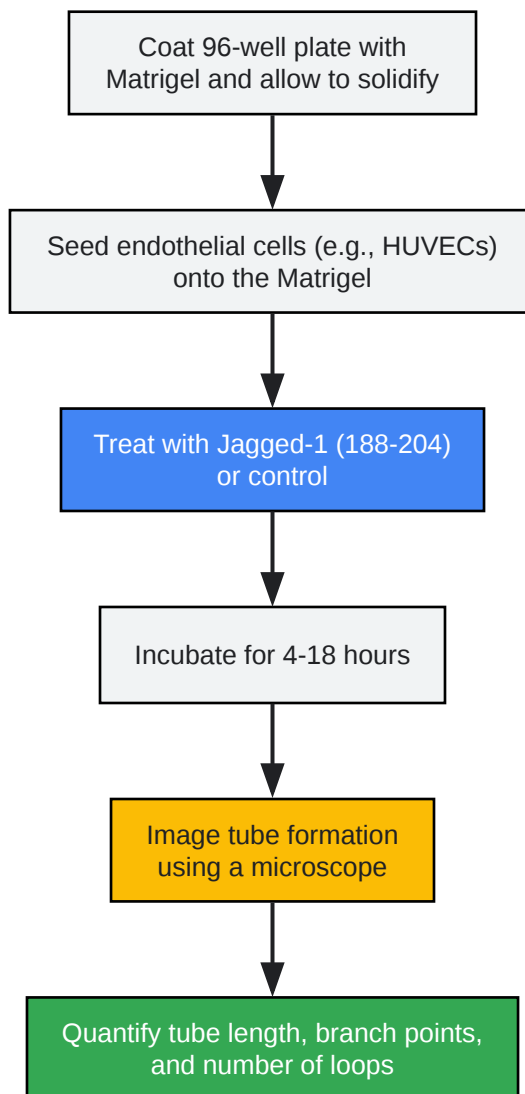 Coat 96-well plate with
Matrigel and allow to solidify
Seed endothelial cells (e.g., HUVECs)
onto the Matrigel
Treat with Jagged-1 (188-204)
or control
Incubate for 4-18 hours
Image tube formation
using a microscope
Quantify tube length, branch points,
and number of loops